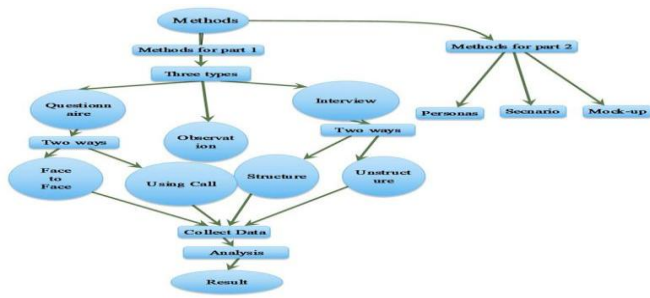 Methods
Methods for part 1
Methods for part 2
Three types
Questionn
aire
Interview
Personas
Secnario
Mock-up
Obsrvat
ion
Two ways
Two ways
Face
to
Face
Using Call
Structure
Unstruct
ure
Collect Data
Analysis
Result